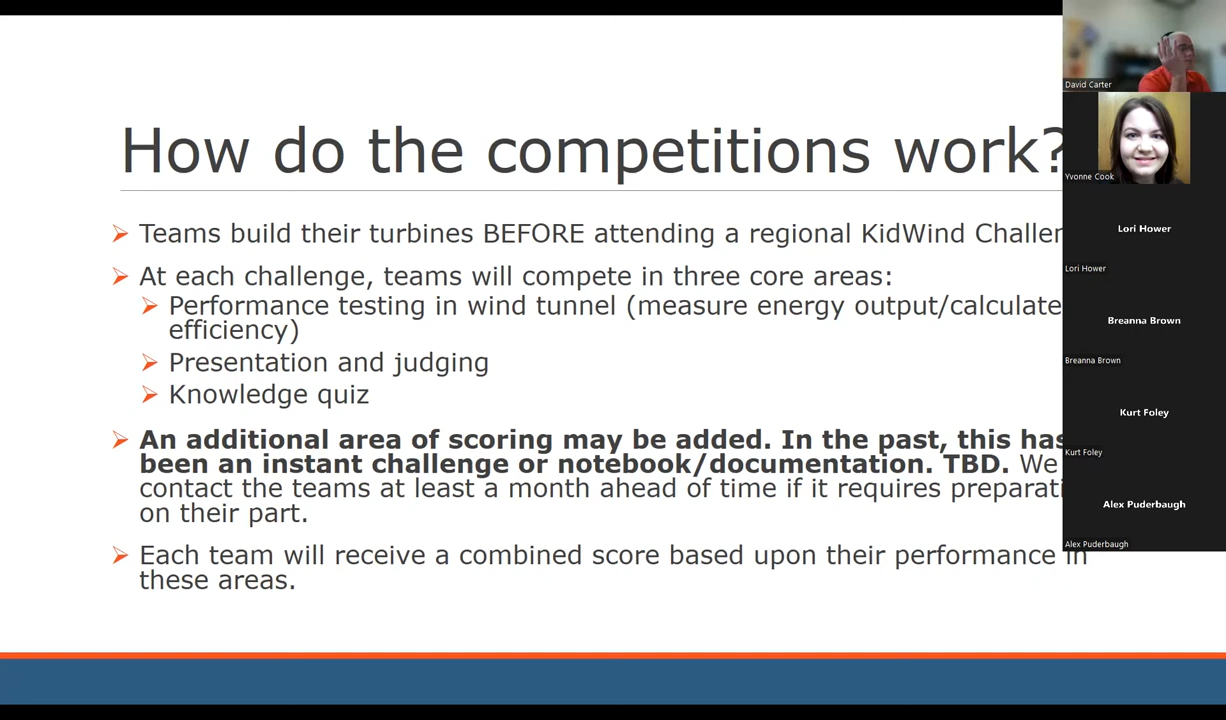 How do the competitions work?
Teams build their turbines BEFORE attending a regional KidWind
At each challenge, teams will compete in three core areas:
Performance testing in wind tunnel (measure energy output/calculate
efficiency)
Presentation and judging
Knowledge quiz
An additional area of scoring may be added. In the past, this has
been an instant challenge or notebook/documentation. TBD. We
contact the teams at least a month ahead of time if it requires
on their part.
Each team will receive a combined score based upon their performance in
these areas.
David Carter
Yvonne Cook
Lori Hower
Lori Hower
Breanna Brown
Breanna Brown
Kurt Foley
Kurt Foley
Alex Puderbaugh
Alex Puderbaugh